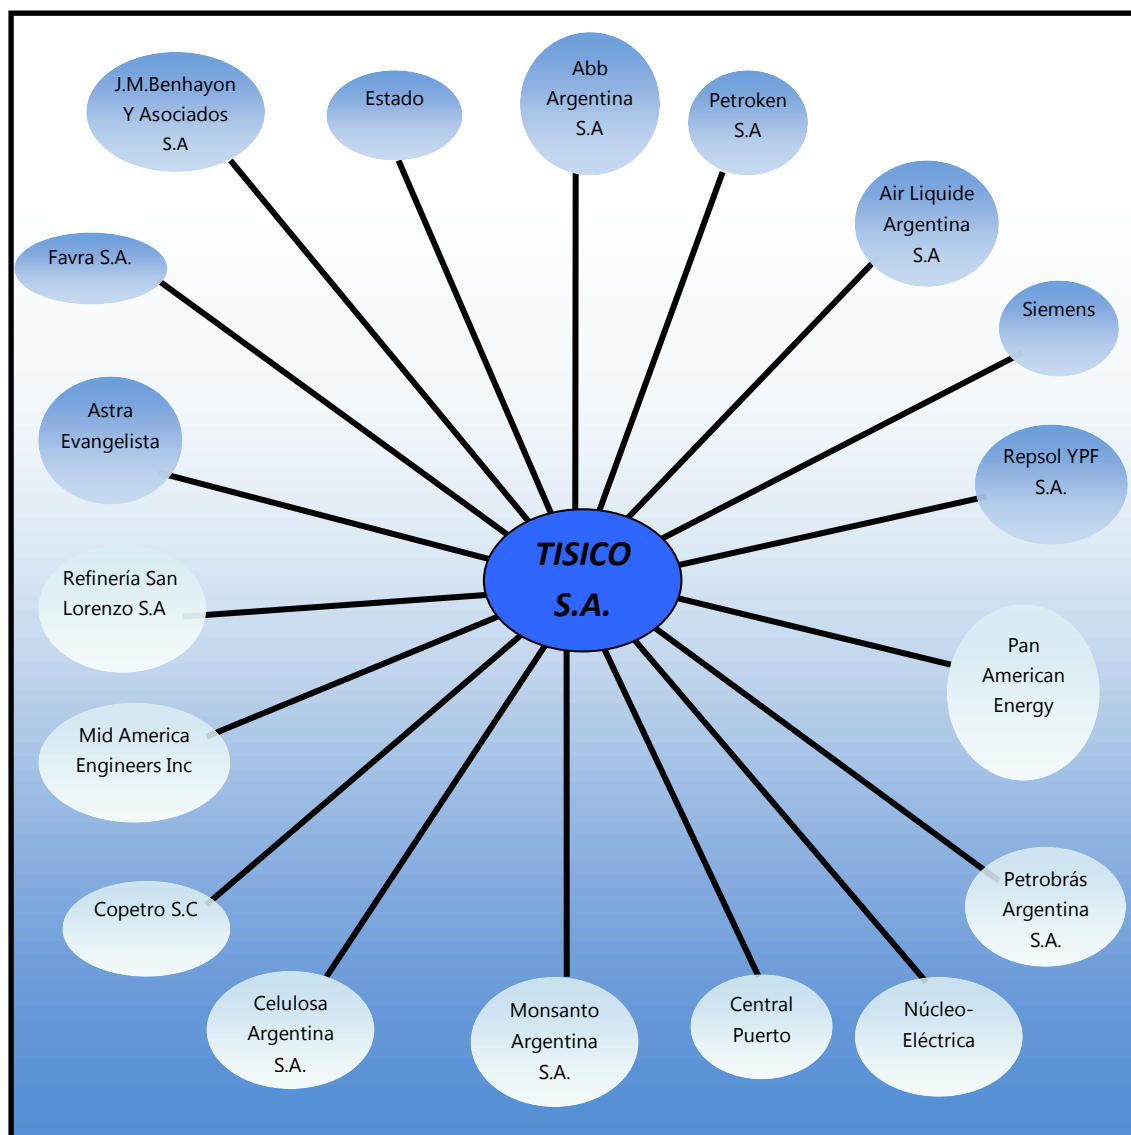 J.M.Benhayon
Y Asociados
S.A
Estado
Abb
Argentina
S.A
Petroken
S.A
Air Liquide
Argentina
S.A
Favra S.A.
Siemens
Astra
Evangelista
Repsol YPF
S.A.
TISICO
S.A.
Refinería San
Lorenzo S.A
Pan
American
Energy
Mid America
Engineers Inc
Petrobrás
Argentina
S.A.
Copetro S.C
Celulosa
Argentina
S.A.
Monsanto
Argentina
S.A.
Central
Puerto
Núcleo-
Eléctrica